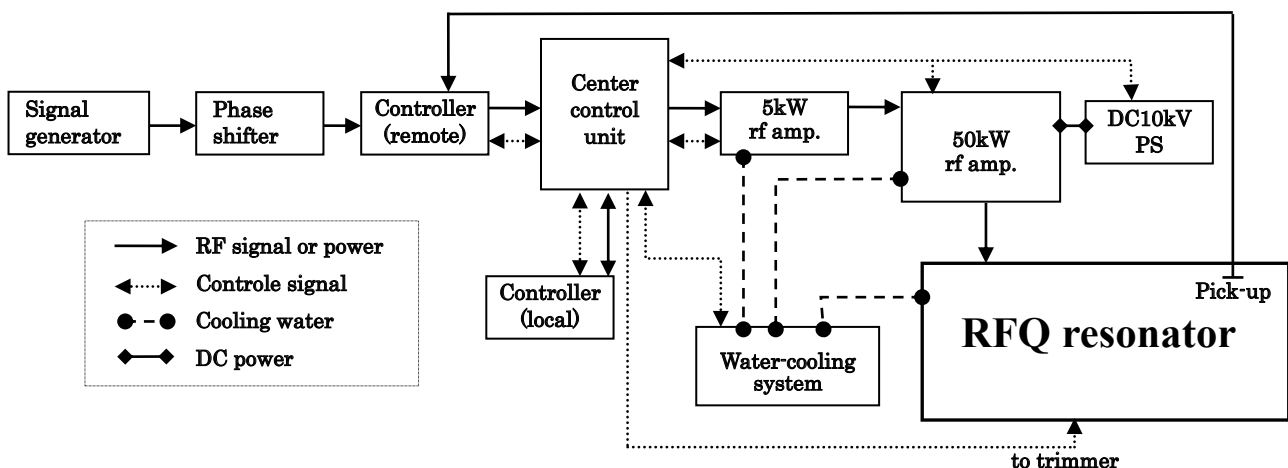 Signal
generator
Phase
shifter
Controller
(remote)
Center
control
unit
5kW
rf amp.
50kW
rf amp.
DC10kV
PS
RF signal or power
Controle signal
Cooling water
DC power
Controller
(local)
Water-cooling
system
Pick-up
RFQ resonator
to trimmer